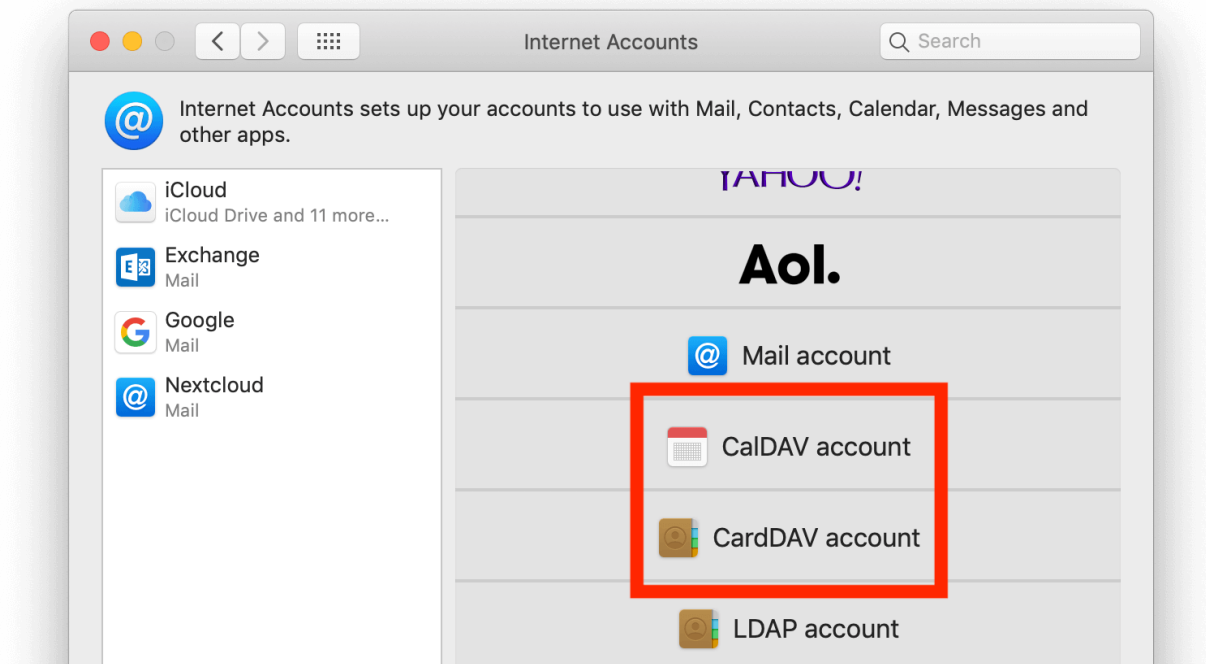 Internet Accounts
Search
Internet Accounts sets up your accounts to use with Mail, Contacts, Calendar, Messages and
other apps.
iCloud
iCloud Drive and 11 more...
Exchange
Mail
Google
Mail
Nextcloud
Mail
YAHOO!
Aol.
Mail account
CalDAV account
CardDAV account
LDAP account